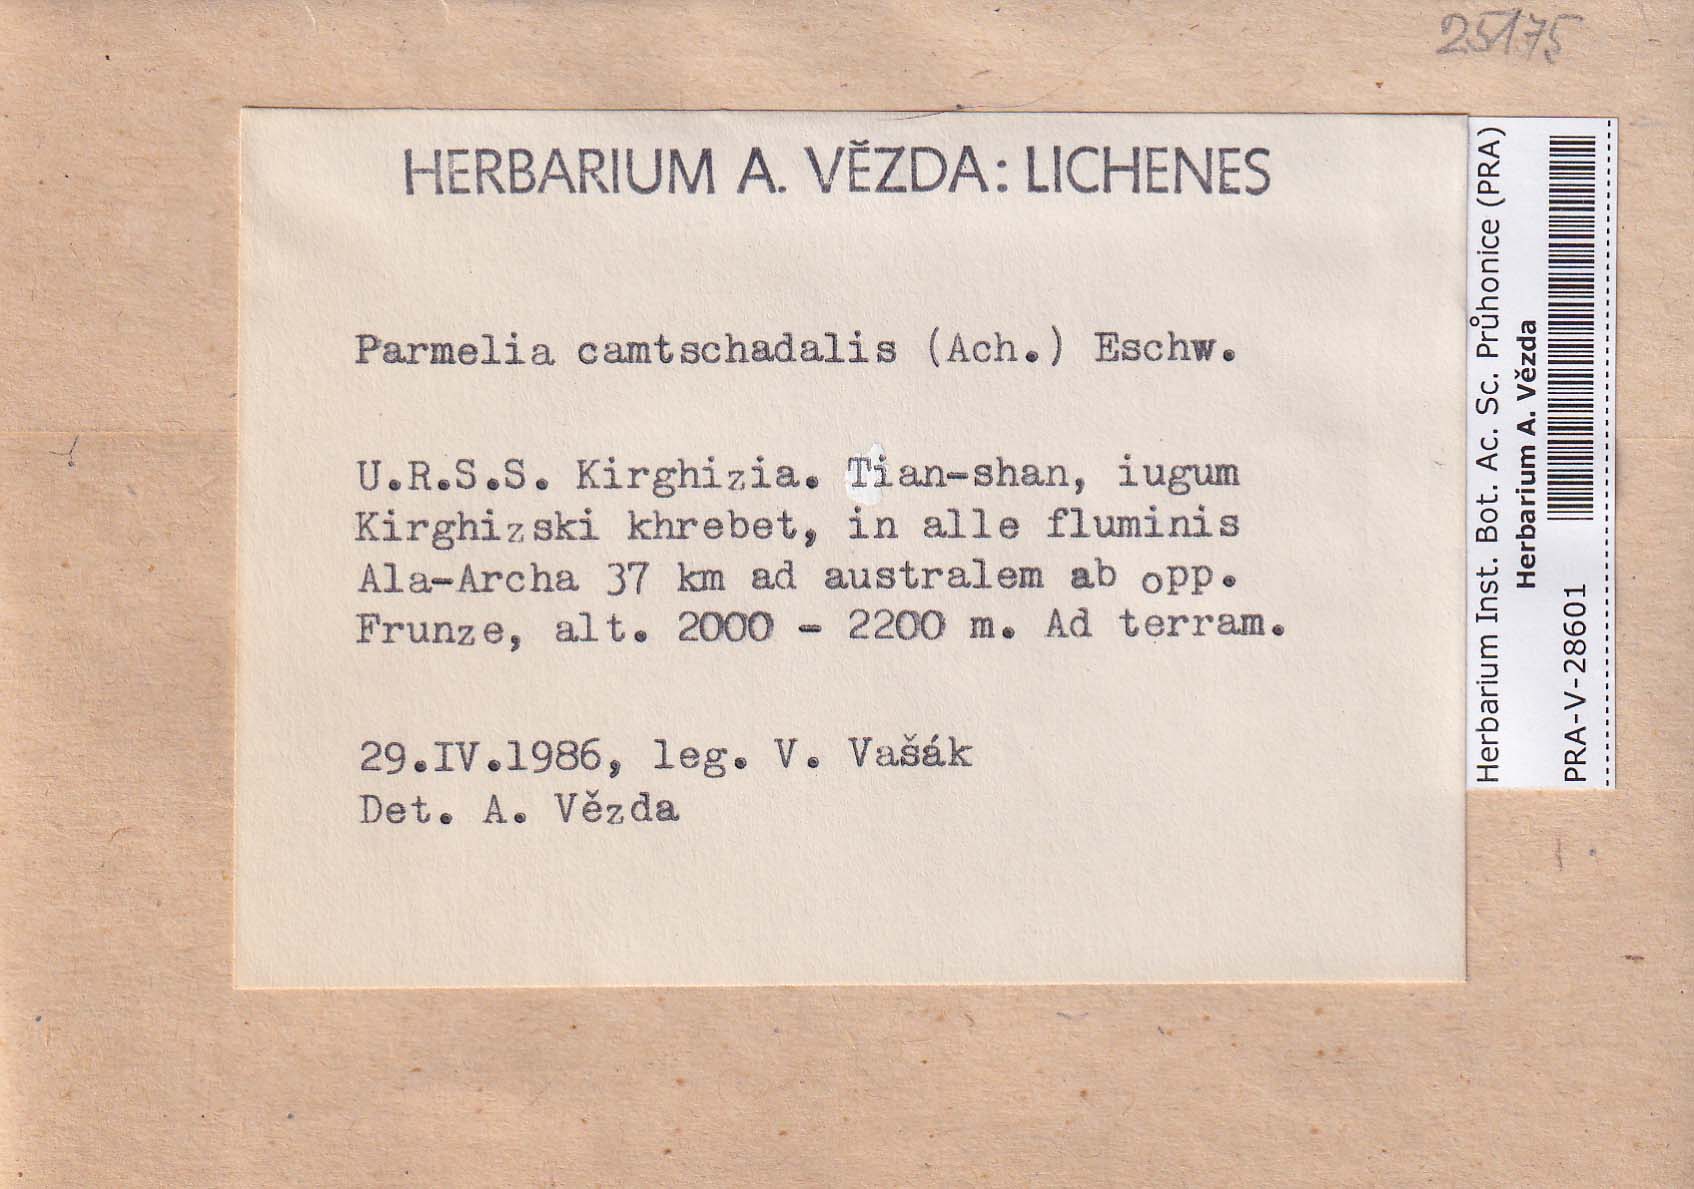 25175
HERBARIUM A. VĚZDA: LICHENES
Parmelia camtschadalis (Ach.) Eschw.
U.R.S.S. Kirghizia. Tian-shan, iugum
Kirghizski khrebet, in alle fluminis
Ala-Archa 37 km ad australem ab opp.
Frunze, alt. 2000 - 2200 m. Ad terram.
29.IV.1986, leg. V. Vašák
Det. A. Vězda
Herbarium Inst. Bot. Ac. Sc. Průhonice (PRA)
Herbarium A. Vězda
PRA-V-28601